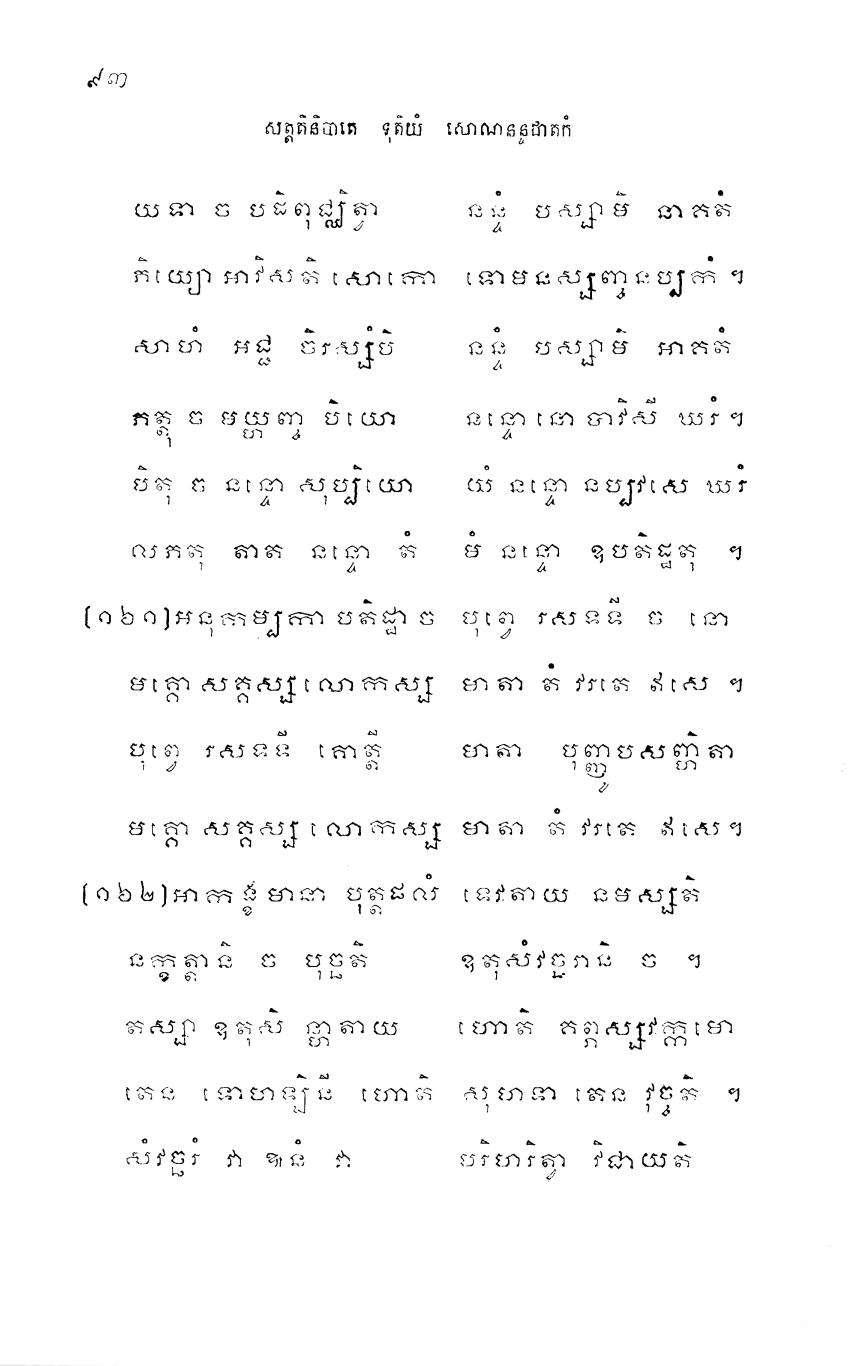 ៩៣
សត្តតិនិបាតេ ទុតិយំ សោណនន្ទជាតកំ
យទា ច បដិពុជ្ឈិត្វា នន្ទំ បស្សាមិ នាគតំ
ភិយ្យោ អាវិសតិ សោកោ ទោមនស្សញ្ចនប្បកំ ។
សាហំ អជ្ជ ចិរស្សំបិ នន្ទំ បស្សាមិ អាគតំ
ភត្តុ ច មយ្ហញ្ច បិយោ នន្ទោ នោ បាវិសី ឃរំ។
បិតុ ច នន្ទោ សុប្បិយោ យំ នន្ទោ នប្បវសេ ឃរំ
លភតុ តាត នន្ទោ តំ មំ នន្ទោ ឧបតិដ្ឋតុ ។
(១៦១)អនុកម្បកា បតិដ្ឋា ច បុព្វេ រសទទី ច នោ
មគ្គោ សគ្គស្ស លោកស្ស មាតា តំ វរតេ ឥសេ ។
បុព្វេ រសទទី គោត្តី មាតា បុញ្ញូបសញ្ហិតា
មគ្គោ សគ្គស្ស លោកស្ស មាតា តំ វរតេ ឥសេ។
(១៦២)អាកង្ខមានា បុត្តផលំ ទេវតាយ នមស្សតិ
នក្ខត្តានិ ច បុច្ឆតិ ឧតុសំវច្ឆរានិ ច ។
តស្សា ឧតុសិ ន្ហាតាយ ហោតិ គព្ភស្សវក្កមោ
តេន ទោហឡិនី ហោតិ សុហទា តេន វុច្ចតិ ។
សំវច្ឆរំ វា ឩនំ វា បរិហរិត្វា វិជាយតិ